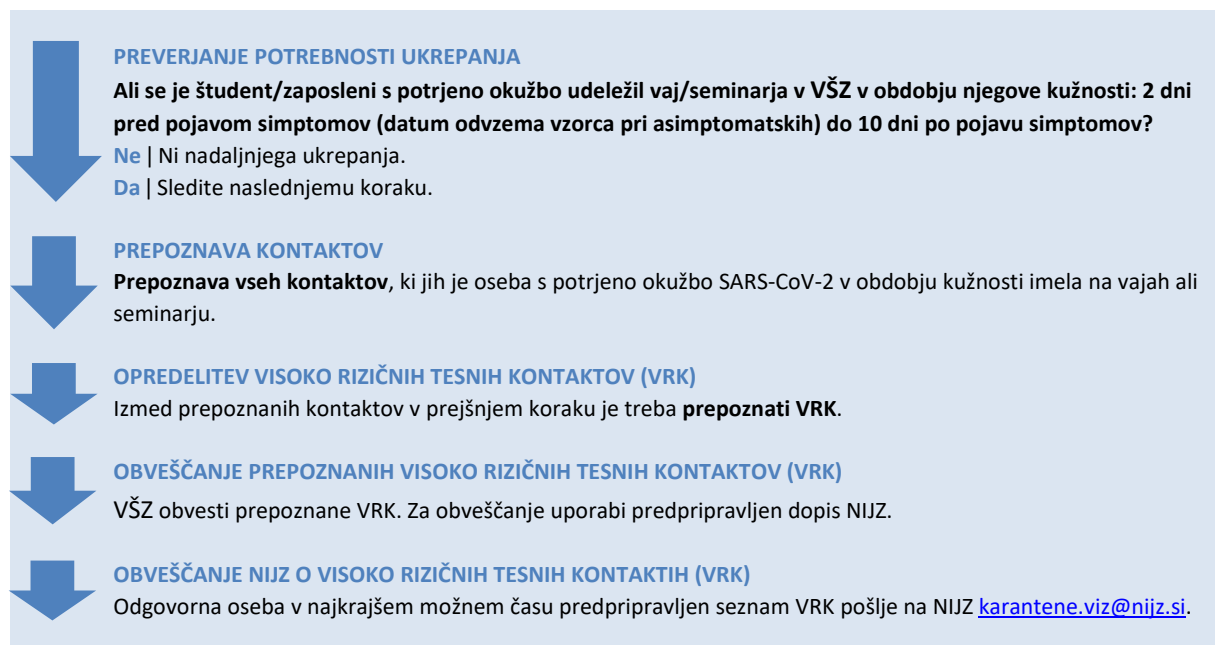 PREVERJANJE POTREBNOSTI UKREPANJA
Ali se je študent/zaposleni s potrjeno okužbo udeležil vaj/seminarja v VŠZ v obdobju njegove kužnosti: 2 dni
pred pojavom simptomov (datum odvzema vzorca pri asimptomatskih) do 10 dni po pojavu simptomov?
Ne | Ni nadaljnjega ukrepanja.
Da | Sledite naslednjemu koraku.
PREPOZNAVA KONTAKTOV
Prepoznava vseh kontaktov, ki jih je oseba s potrjeno okužbo SARS-CoV-2 v obdobju kužnosti imela na vajah ali
seminarju.
OPREDELITEV VISOKO RIZIČNIH TESNIH KONTAKTOV (VRK)
Izmed prepoznanih kontaktov v prejšnjem koraku je treba prepoznati VRK.
OBVEŠČANJE PREPOZNANIH VISOKO RIZIČNIH TESNIH KONTAKTOV (VRK)
VŠZ obvesti prepoznane VRK. Za obveščanje uporabi predpripravljen dopis NIJZ.
OBVEŠČANJE NIJZ O VISOKO RIZIČNIH TESNIH KONTAKTIH (VRK)
Odgovorna oseba v najkrajšem možnem času predpripravljen seznam VRK pošlje na NIJZ karantene.viz@nijz.si.